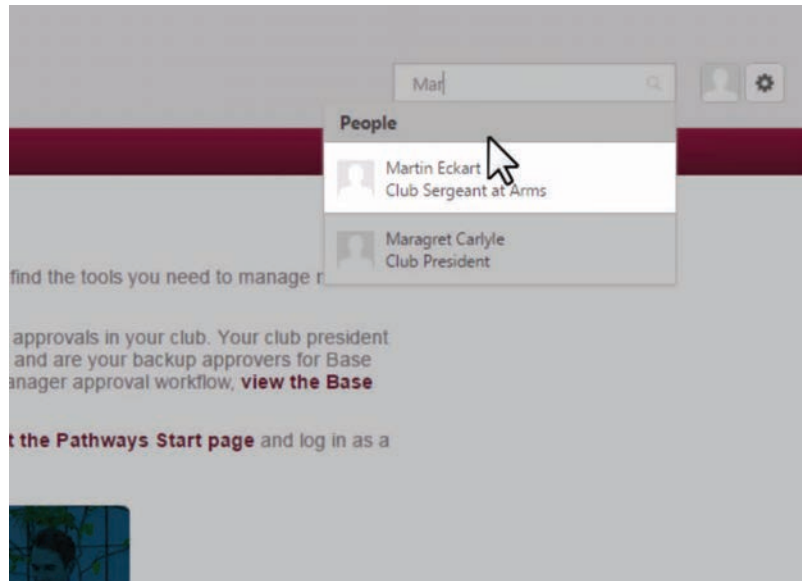 Mar
People
Martin Eckart
Club Sergeant at Arms
Maragret Carlyle
Club President
find the tools you need to manage
approvals in your club. Your club president
and are your backup approvers for Base
approval workflow, view the Base
the Pathways Start page and log in as a